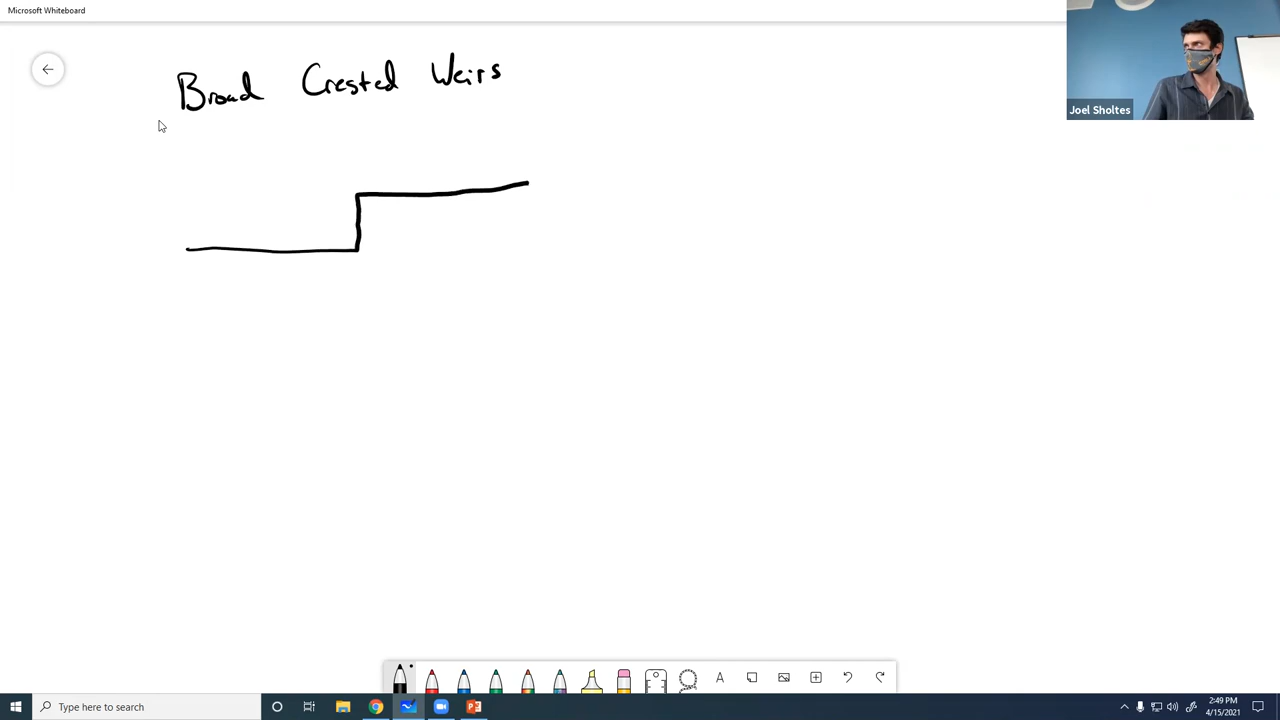 Microsoft Whiteboard
Broad Crested Weirs
Joel Sholtes
Type here to search
2:49 PM
4/15/2021